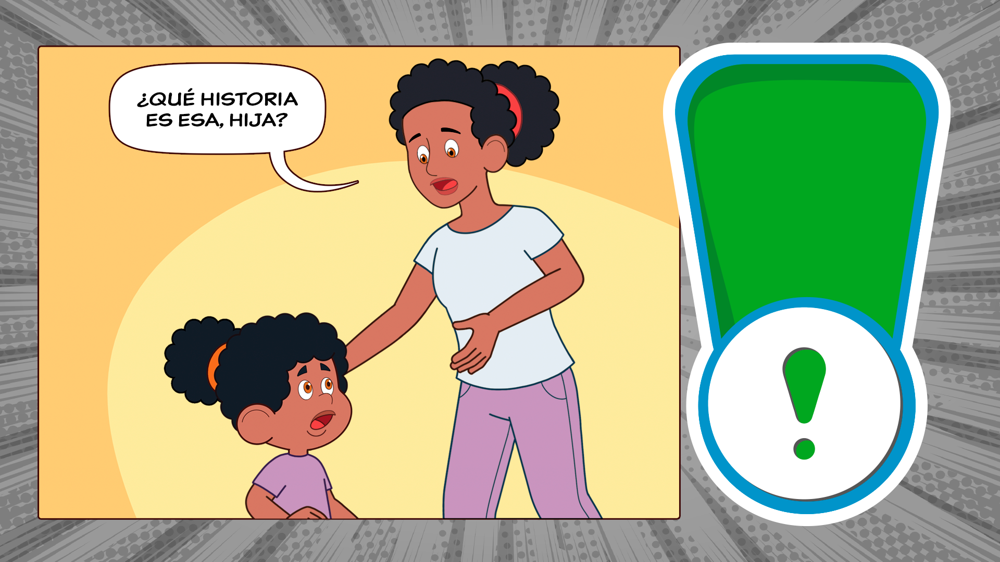 ¿QUÉ HISTORIA
ES ESA, HIJA?
!